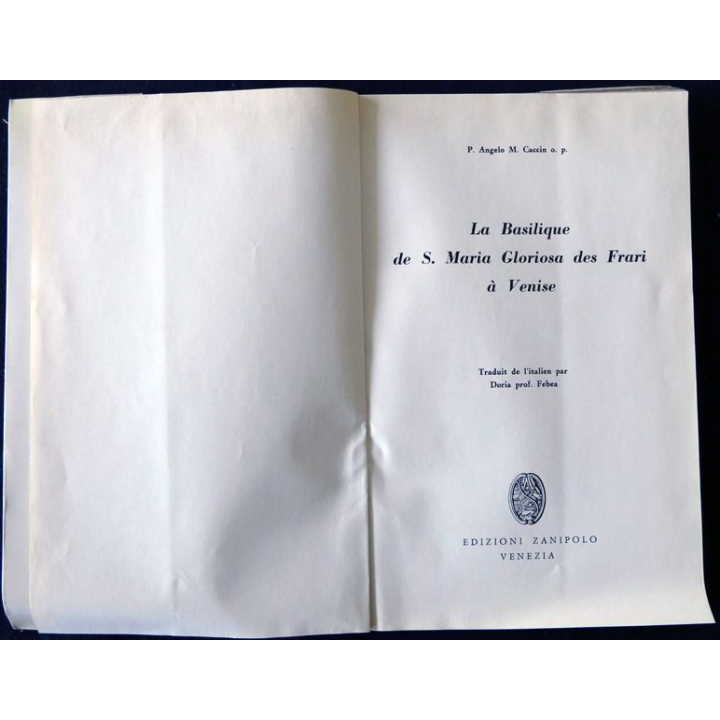 P. Angelo M. Caccin o. p.
La Basilique
de S. Maria Gloriosa des Frari
à Venise
Traduit de l'italien par
Doria prof. Febea
EDIZIONI ZANIPOLO
VENEZIA